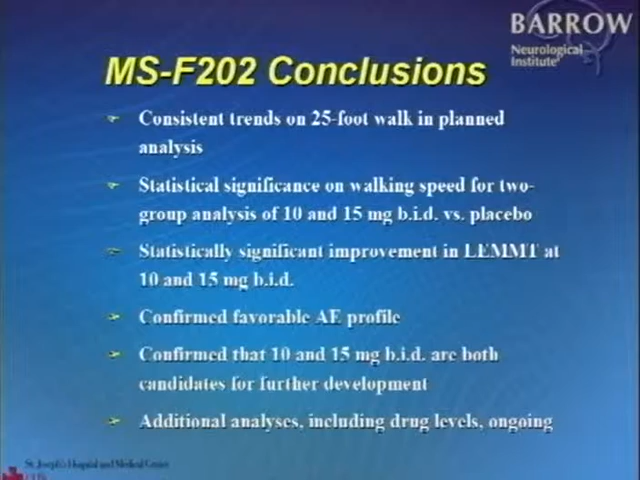 BARROW
Neurological
Institute
MS-F202 Conclusions
Consistent trends on 25-foot walk in planned
analysis
Statistical significance on walking speed for two-
group analysis of 10 and 15 mg b.i.d. vs. placebo
Statistically significant improvement in LEMMT at
10 and 15 mg b.i.d.
Confirmed favorable AE profile
Confirmed that 10 and 15 mg b.i.d. are both
candidates for further development
Additional analyses, including drug levels, ongoing
St. Joseph's Hospital and Medical Center